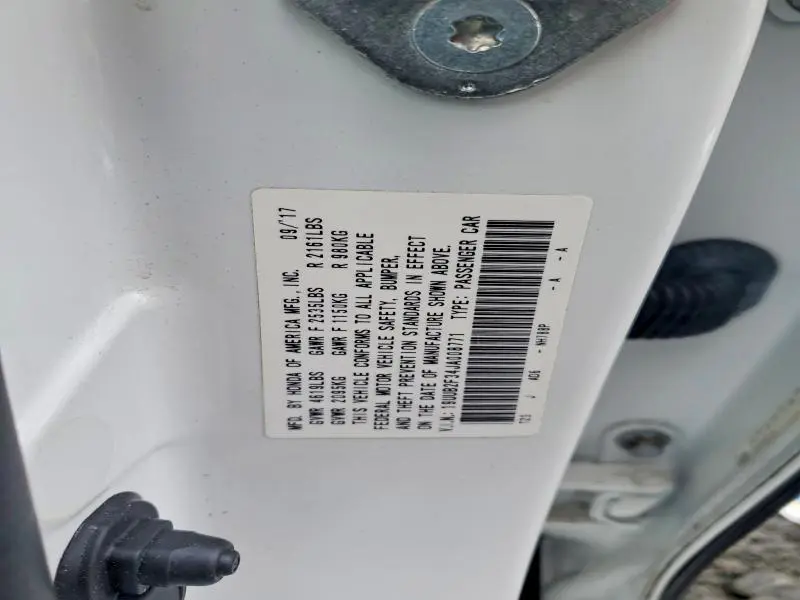 MFD. BY HONDA OF AMERICA MFG., INC. 09/'17
GVWR 4619LBS GAWR F 2535LBS R 2161LBS
GVWR 2095KG GAWR F 1150KG R 980KG
THIS VEHICLE CONFORMS TO ALL APPLICABLE
FEDERAL MOTOR VEHICLE SAFETY, BUMPER,
AND THEFT PREVENTION STANDARDS IN EFFECT
ON THE DATE OF MANUFACTURE SHOWN ABOVE.
V.I.N.: 19UUB2F34JA008771 TYPE: PASSENGER CAR
J 4D6 - NH788P - A - A